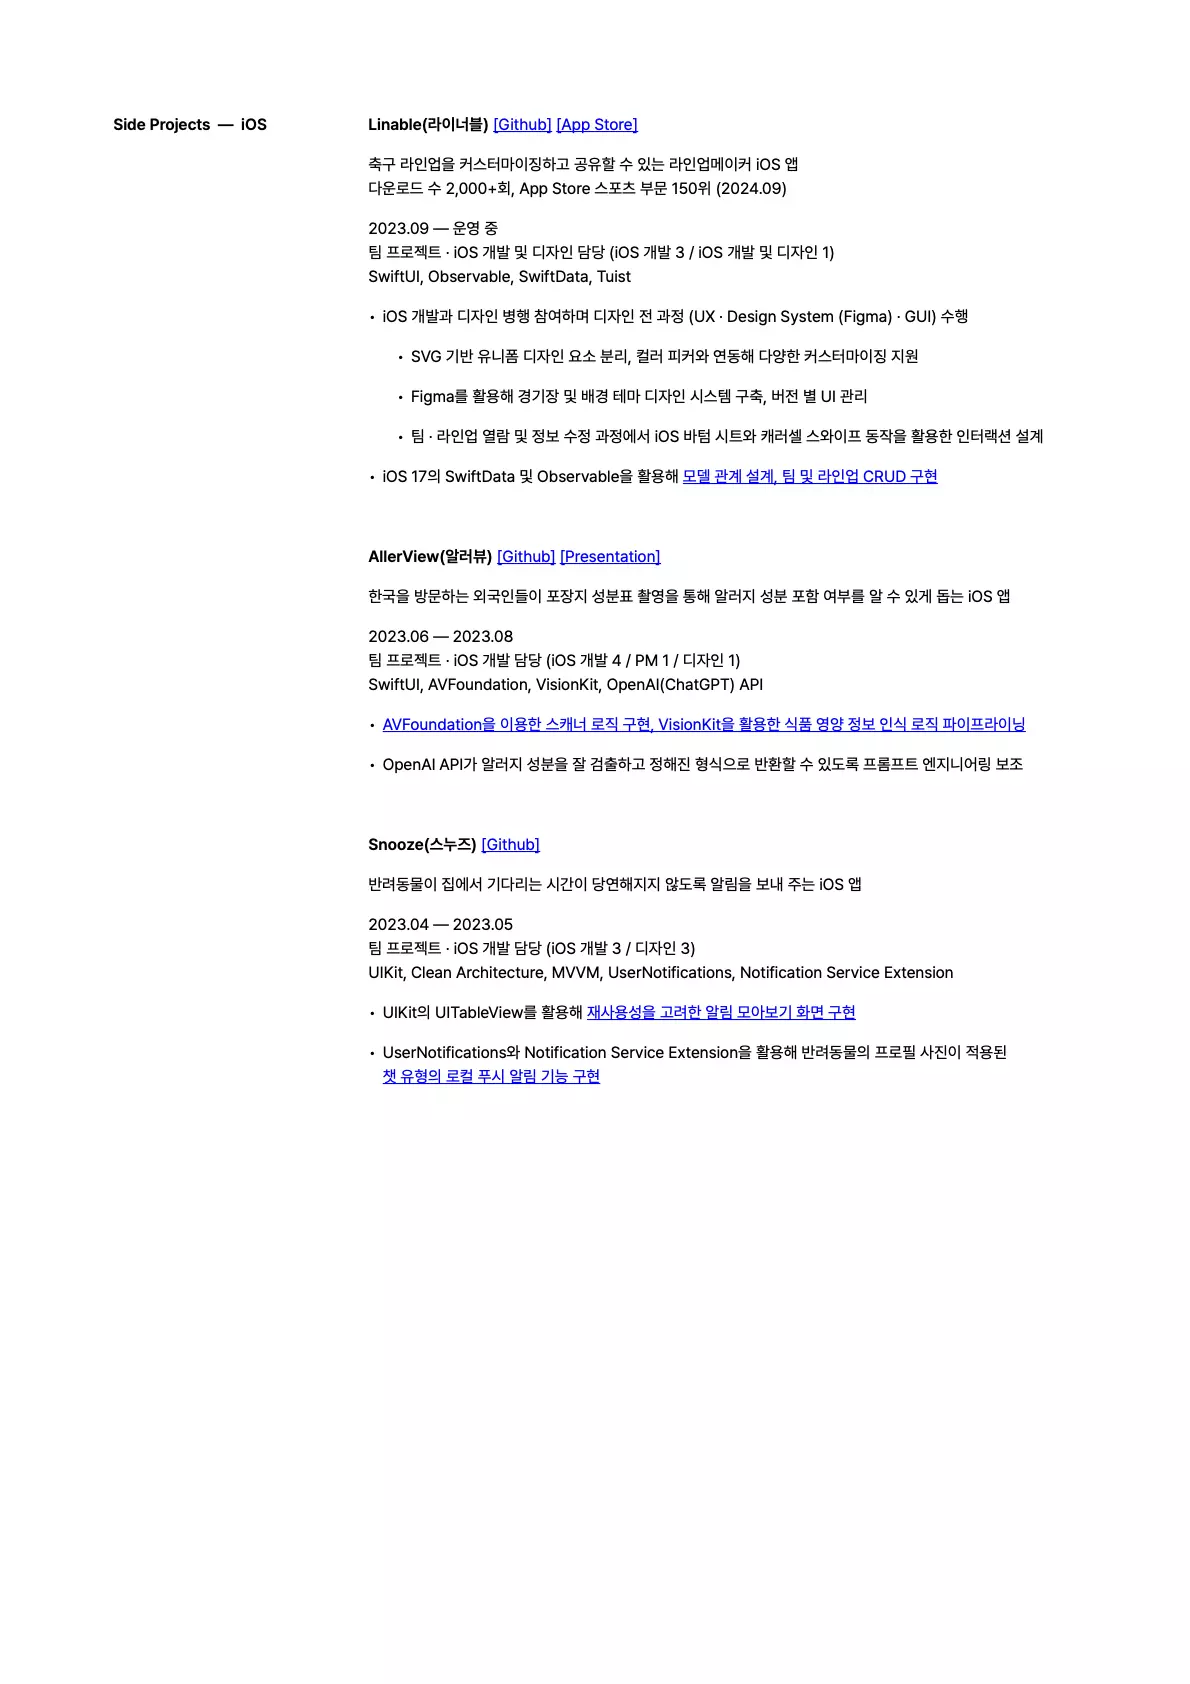 Side Projects — iOS
Linable(라이너블) [Github] [App Store]
축구 라인업을 커스터마이징하고 공유할 수 있는 라인업메이커 iOS 앱
다운로드 수 2,000+회, App Store 스포츠 부문 150위 (2024.09)
2023.09 — 운영 중
팀 프로젝트 · iOS 개발 및 디자인 담당 (iOS 개발 3 / iOS 개발 및 디자인 1)
SwiftUI, Observable, SwiftData, Tuist
• iOS 개발과 디자인 병행 참여하며 디자인 전 과정 (UX · Design System (Figma) · GUI) 수행
• SVG 기반 유니폼 디자인 요소 분리, 컬러 피커와 연동해 다양한 커스터마이징 지원
• Figma를 활용해 경기장 및 배경 테마 디자인 시스템 구축, 버전 별 UI 관리
• 팀 · 라인업 열람 및 정보 수정 과정에서 iOS 바텀 시트와 캐러셀 스와이프 동작을 활용한 인터랙션 설계
• iOS 17의 SwiftData 및 Observable을 활용해 모델 관계 설계, 팀 및 라인업 CRUD 구현
AllerView(알러뷰) [Github] [Presentation]
한국을 방문하는 외국인들이 포장지 성분표 촬영을 통해 알러지 성분 포함 여부를 알 수 있게 돕는 iOS 앱
2023.06 — 2023.08
팀 프로젝트 · iOS 개발 담당 (iOS 개발 4 / PM 1 / 디자인 1)
SwiftUI, AVFoundation, VisionKit, OpenAI(ChatGPT) API
• AVFoundation을 이용한 스캐너 로직 구현, VisionKit을 활용한 식품 영양 정보 인식 로직 파이프라이닝
• OpenAI API가 알러지 성분을 잘 검출하고 정해진 형식으로 반환할 수 있도록 프롬프트 엔지니어링 보조
Snooze(스누즈) [Github]
반려동물이 집에서 기다리는 시간이 당연해지지 않도록 알림을 보내 주는 iOS 앱
2023.04 — 2023.05
팀 프로젝트 · iOS 개발 담당 (iOS 개발 3 / 디자인 3)
UIKit, Clean Architecture, MVVM, UserNotifications, Notification Service Extension
• UIKit의 UITableView를 활용해 재사용성을 고려한 알림 모아보기 화면 구현
• UserNotifications와 Notification Service Extension을 활용해 반려동물의 프로필 사진이 적용된
챗 유형의 로컬 푸시 알림 기능 구현